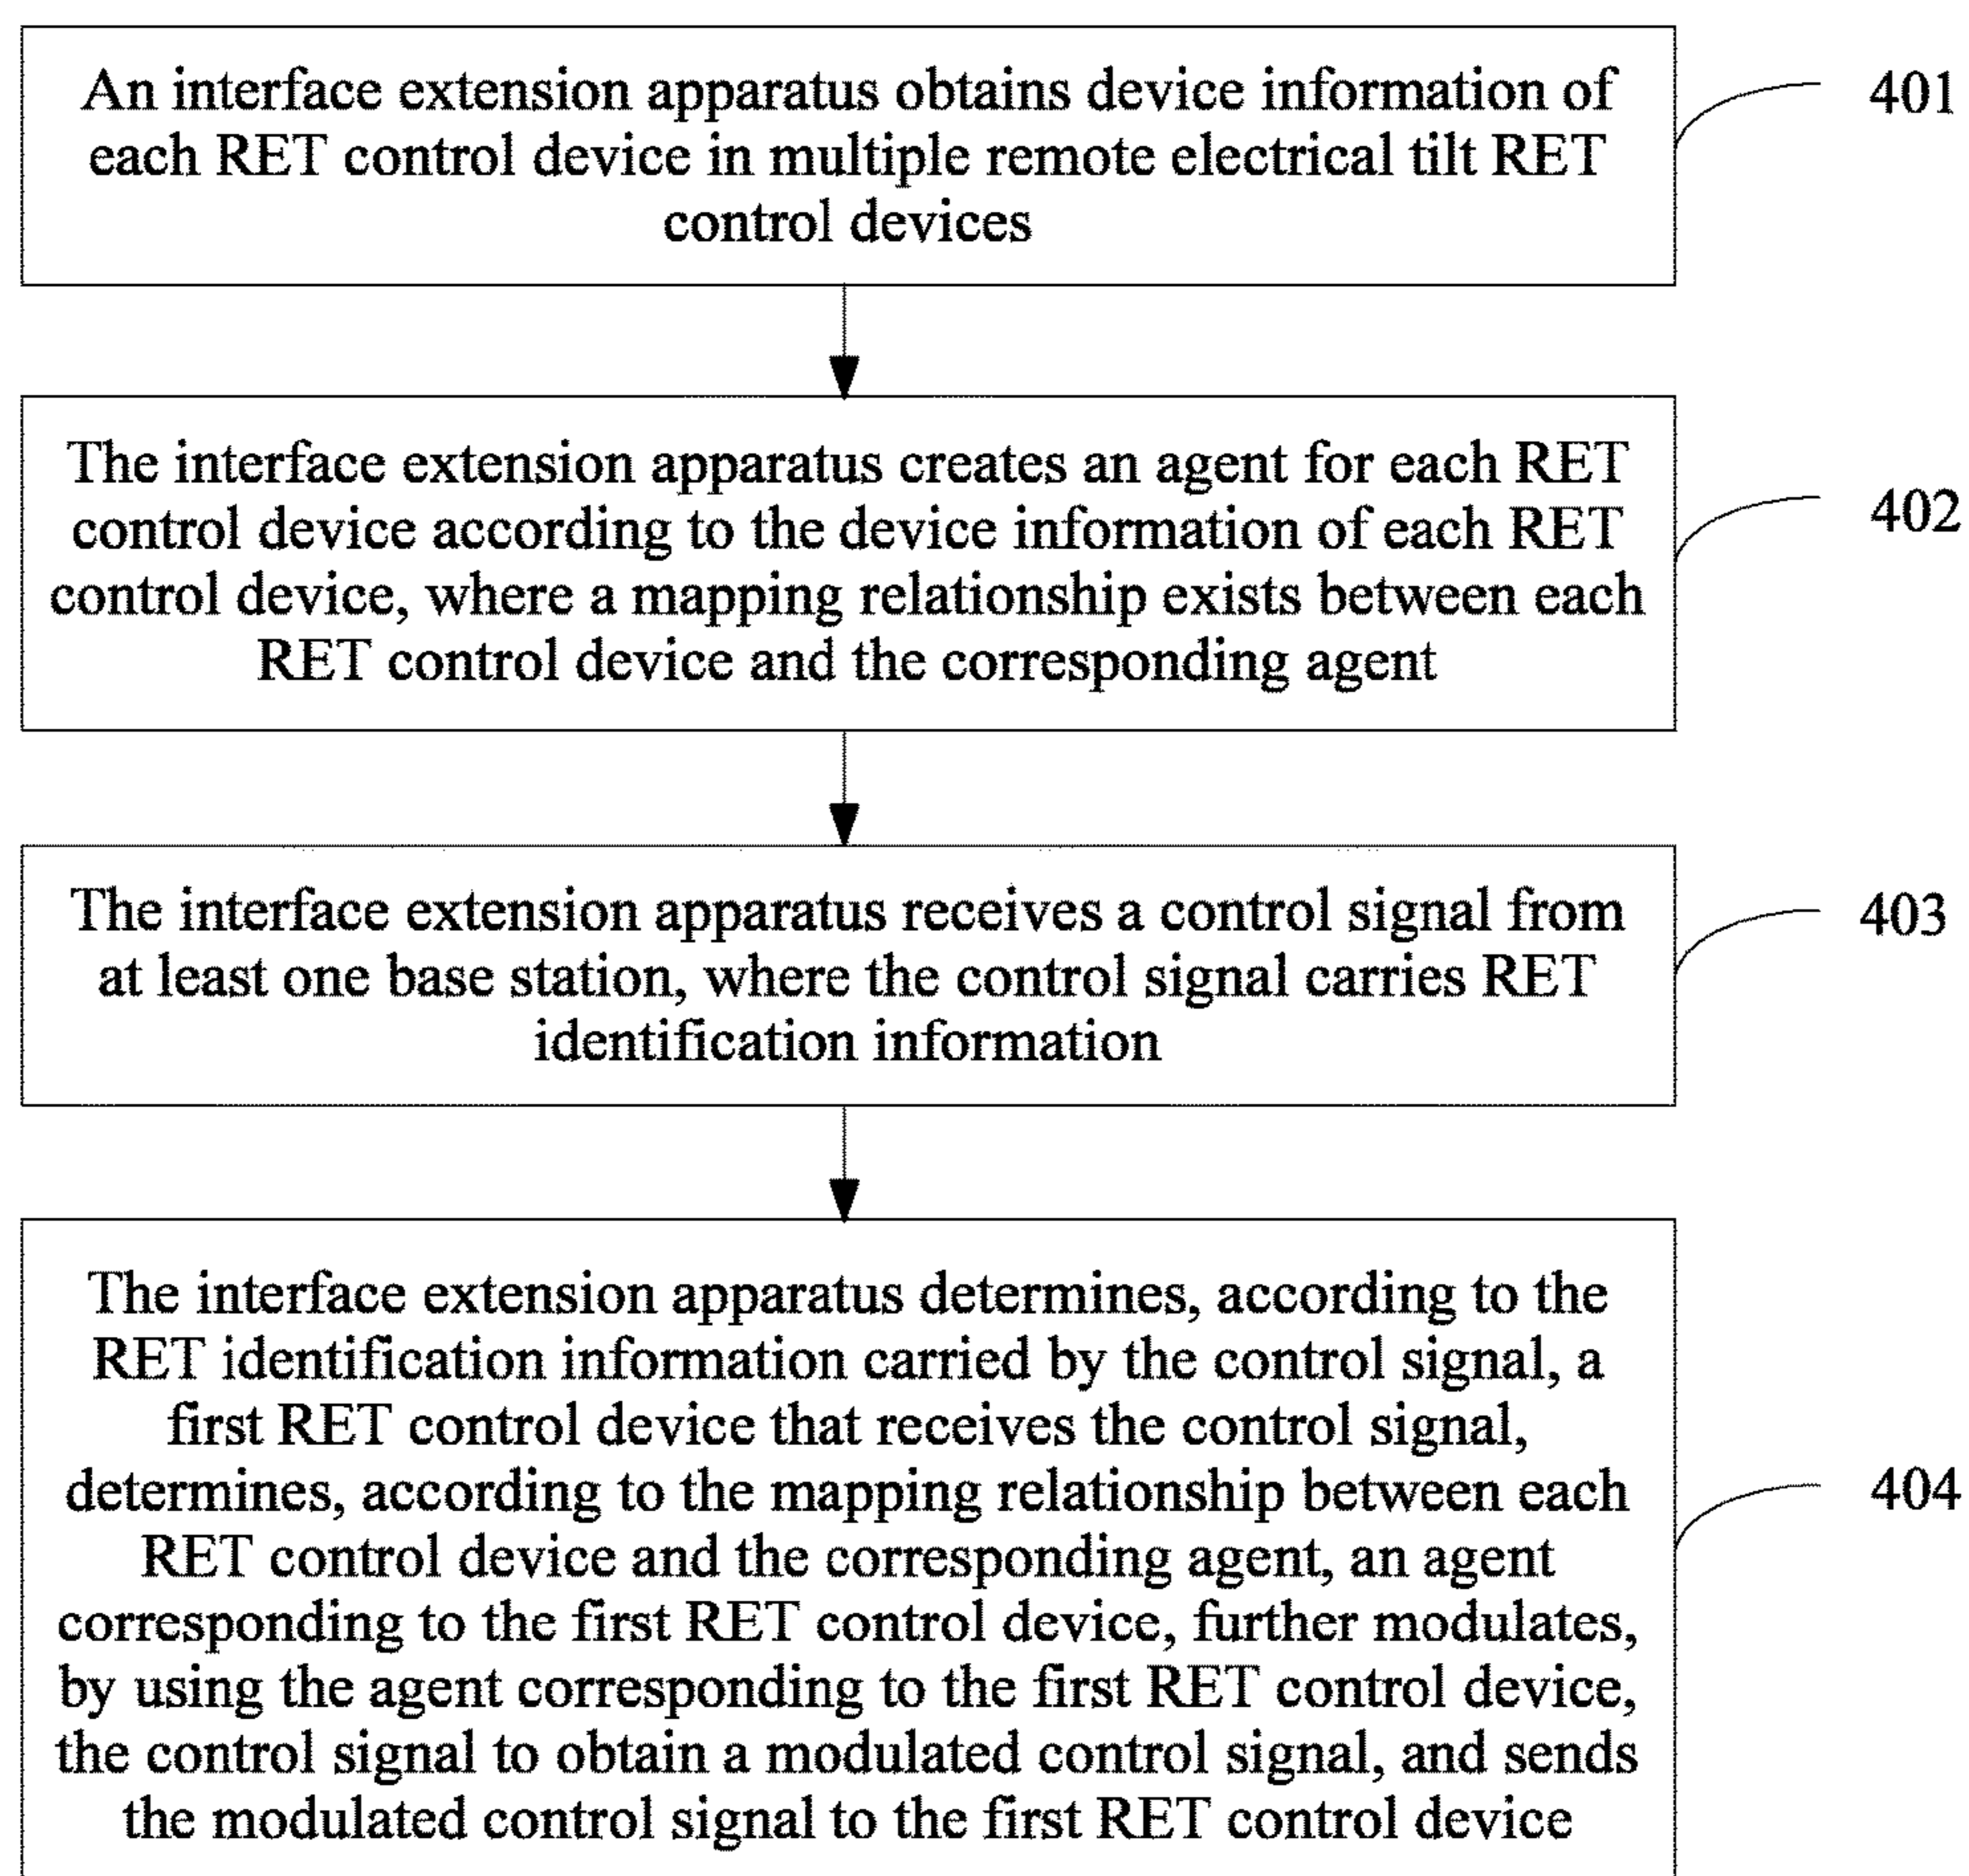 An interface extension apparatus obtains device information of
each RET control device in multiple remote electrical tilt RET
control devices
401
The interface extension apparatus creates an agent for each RET
control device according to the device information of each RET
control device, where a mapping relationship exists between each
RET control device and the corresponding agent
402
The interface extension apparatus receives a control signal from
at least one base station, where the control signal carries RET
identification information
403
The interface extension apparatus determines, according to the
RET identification information carried by the control signal, a
first RET control device that receives the control signal,
determines, according to the mapping relationship between each
RET control device and the corresponding agent, an agent
corresponding to the first RET control device, further modulates,
by using the agent corresponding to the first RET control device,
the control signal to obtain a modulated control signal, and sends
the modulated control signal to the first RET control device
404